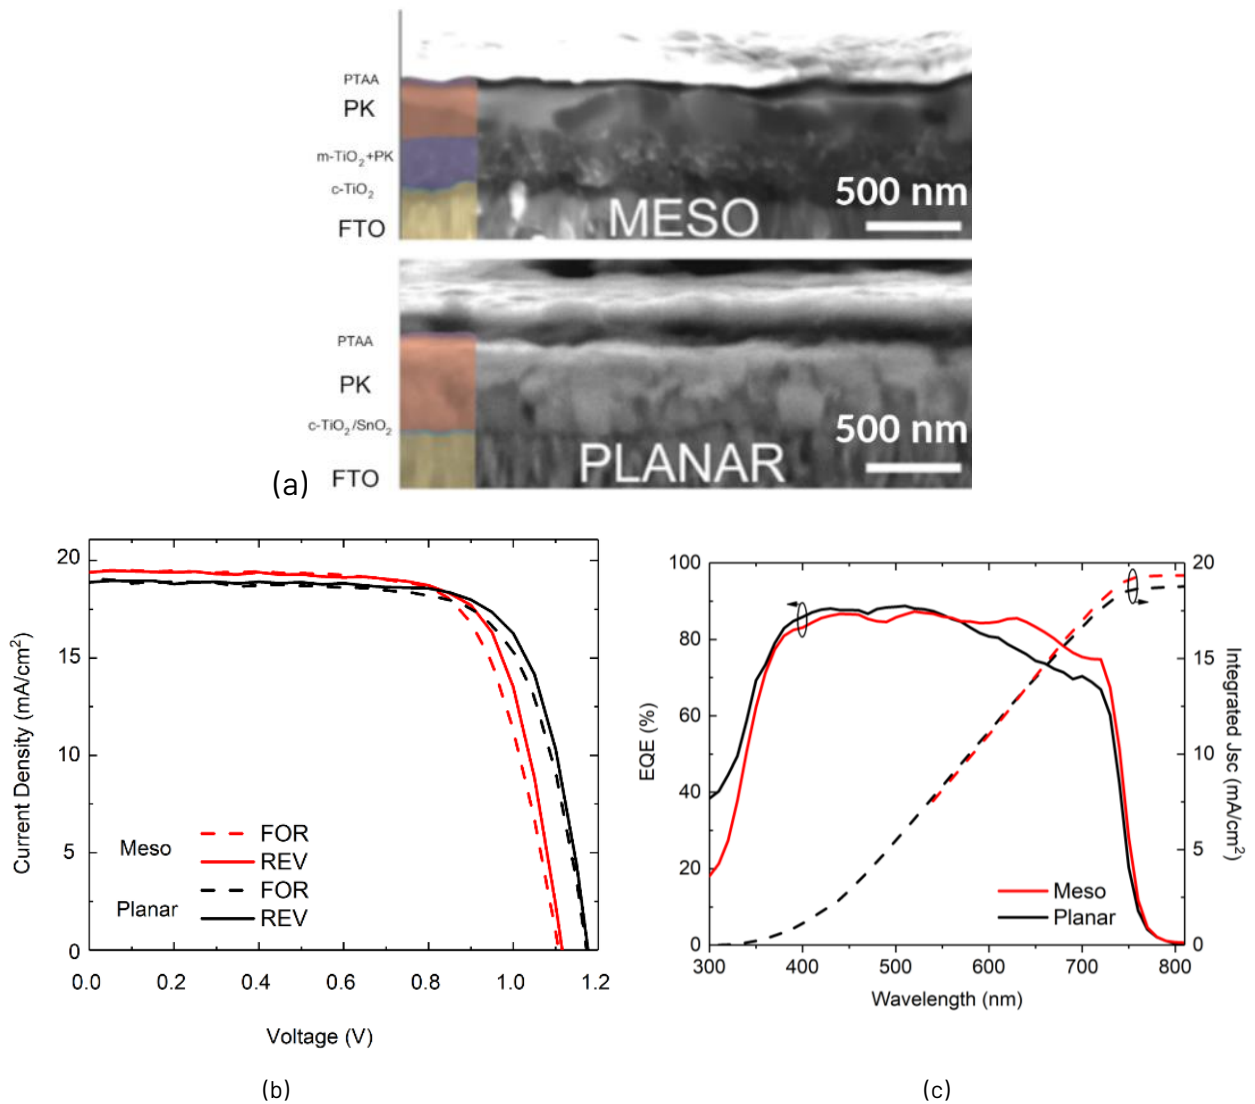 PTAA
PK
m-TiO₂+PK
c-TiO₂
FTO
500 nm
MESO
PTAA
PK
c-TiO₂/SnO₂
FTO
500 nm
PLANAR
(a)
20
15
10
5
0
Current Density (mA/cm²)
Meso
FOR
REV
Planar
FOR
REV
0.0 0.2 0.4 0.6 0.8 1.0 1.2
Voltage (V)
(b)
100
80
60
40
20
0
EQE (%)
20
15
10
5
0
Integrated Jsc (mA/cm²)
Meso
Planar
300 400 500 600 700 800
Wavelength (nm)
(c)